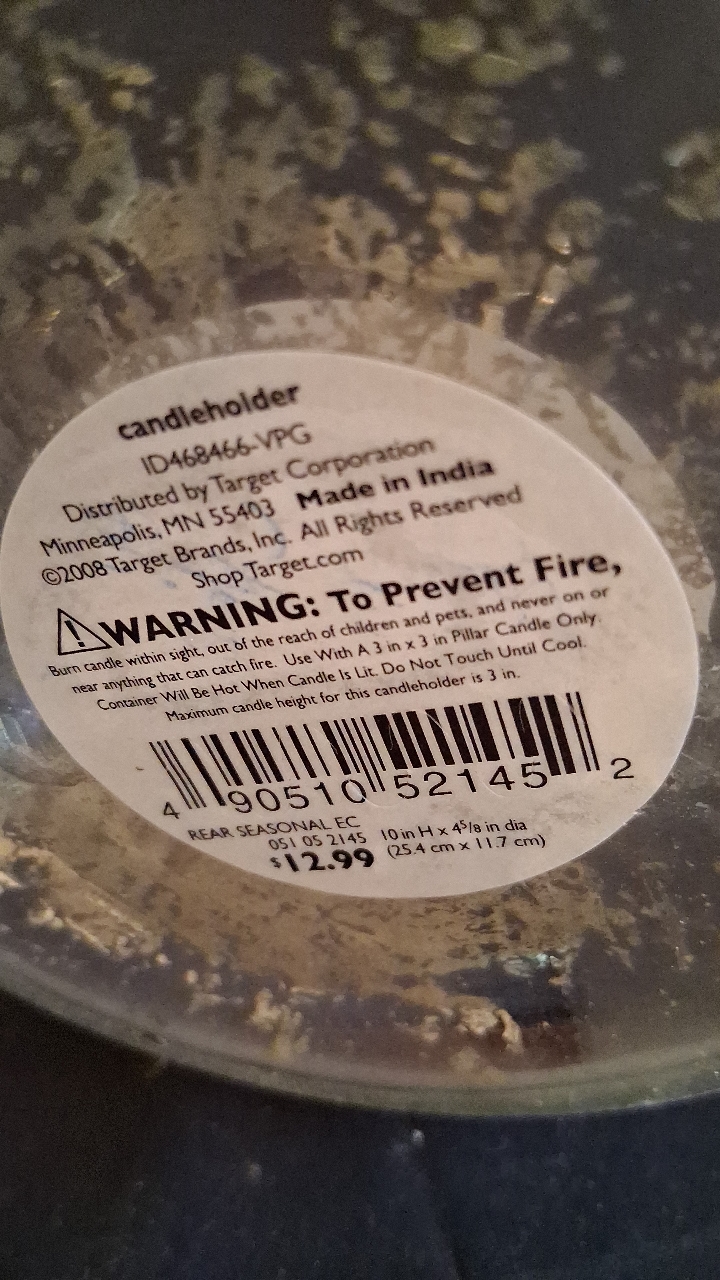 candleholder
ID468466-VPG
Distributed by Target Corporation
Minneapolis, MN 55403 Made in India
©2008 Target Brands, Inc. All Rights Reserved
Shop Target.com
WARNING: To Prevent Fire,
Burn candle within sight, out of the reach of children and pets, and never on or
near anything that can catch fire. Use With A 3 in x 3 in Pillar Candle Only.
Container Will Be Hot When Candle Is Lit. Do Not Touch Until Cool.
Maximum candle height for this candleholder is 3 in.
4 90510 52145 2
REAR SEASONAL EC
051 05 2145 10 in H x 4⅝ in dia
$12.99 (25.4 cm x 11.7 cm)